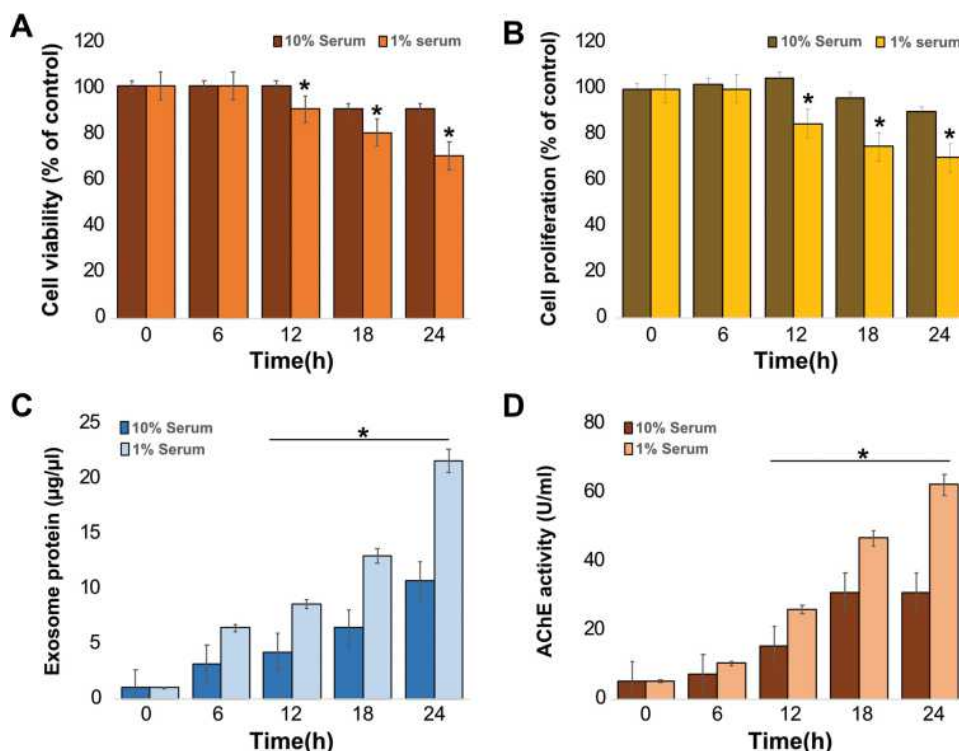 A
10% Serum 1% serum
Cell viability (% of control)
120
100
80
60
40
20
0
* * *
0 6 12 18 24
Time(h)
B
10% Serum 1% serum
Cell proliferation (% of control)
120
100
80
60
40
20
0
* * *
0 6 12 18 24
Time(h)
C
10% Serum
1% Serum
Exosome protein (µg/µl)
25
20
15
10
5
0
*
0 6 12 18 24
Time(h)
D
10% Serum
1% Serum
AChE activity (U/ml)
80
60
40
20
0
*
0 6 12 18 24
Time(h)